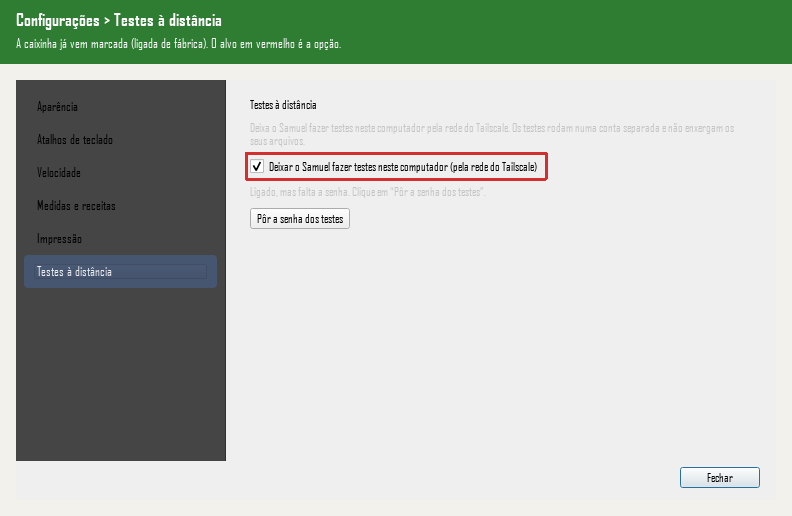 Configurações > Testes à distância
A caixinha já vem marcada (ligada de fábrica). O alvo em vermelho é a opção.
Aparência
Atalhos de teclado
Velocidade
Medidas e receitas
Impressão
Testes à distância
Testes à distância
Deixa o Samuel fazer testes neste computador pela rede do Tailscale. Os testes rodam numa conta separada e não enxergam os
seus arquivos.
Deixar o Samuel fazer testes neste computador (pela rede do Tailscale)
Ligado, mas falta a senha. Clique em "Pôr a senha dos testes".
Pôr a senha dos testes
Fechar